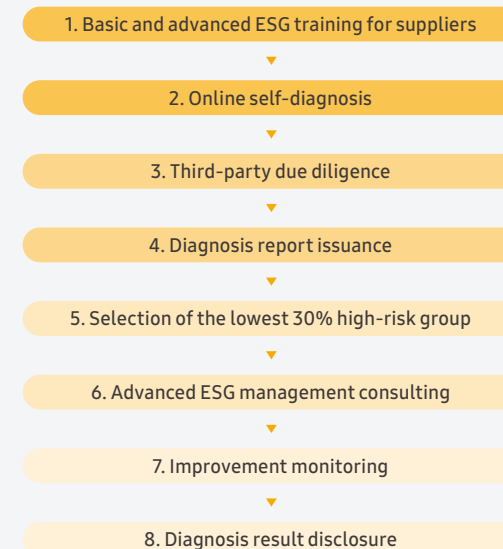 1. Basic and advanced ESG training for suppliers
2. Online self-diagnosis
3. Third-party due diligence
4. Diagnosis report issuance
5. Selection of the lowest 30% high-risk group
6. Advanced ESG management consulting
7. Improvement monitoring
8. Diagnosis result disclosure